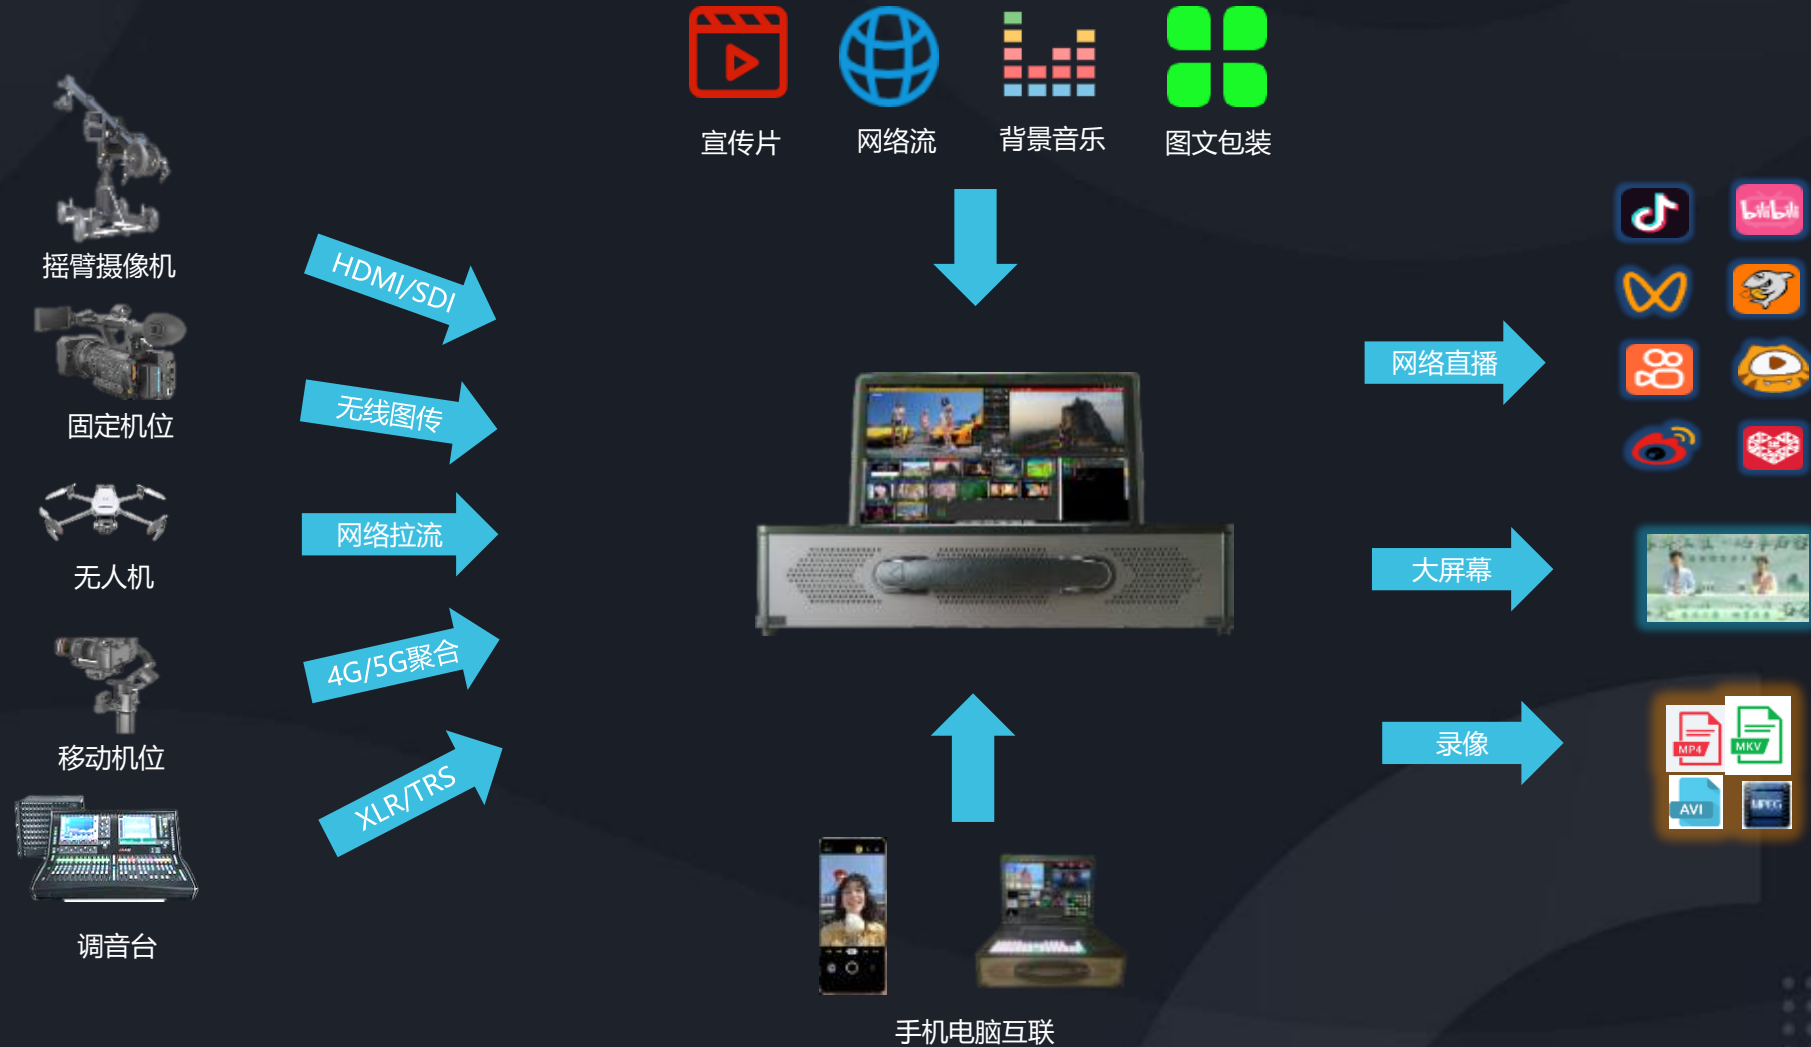 宣传片
网络流
背景音乐
图文包装
摇臂摄像机
固定机位
无人机
移动机位
调音台
HDMI/SDI
无线图传
网络拉流
4G/5G聚合
XLR/TRS
手机电脑互联
网络直播
大屏幕
录像
bilibili
MP4
MKV
AVI
MPEG